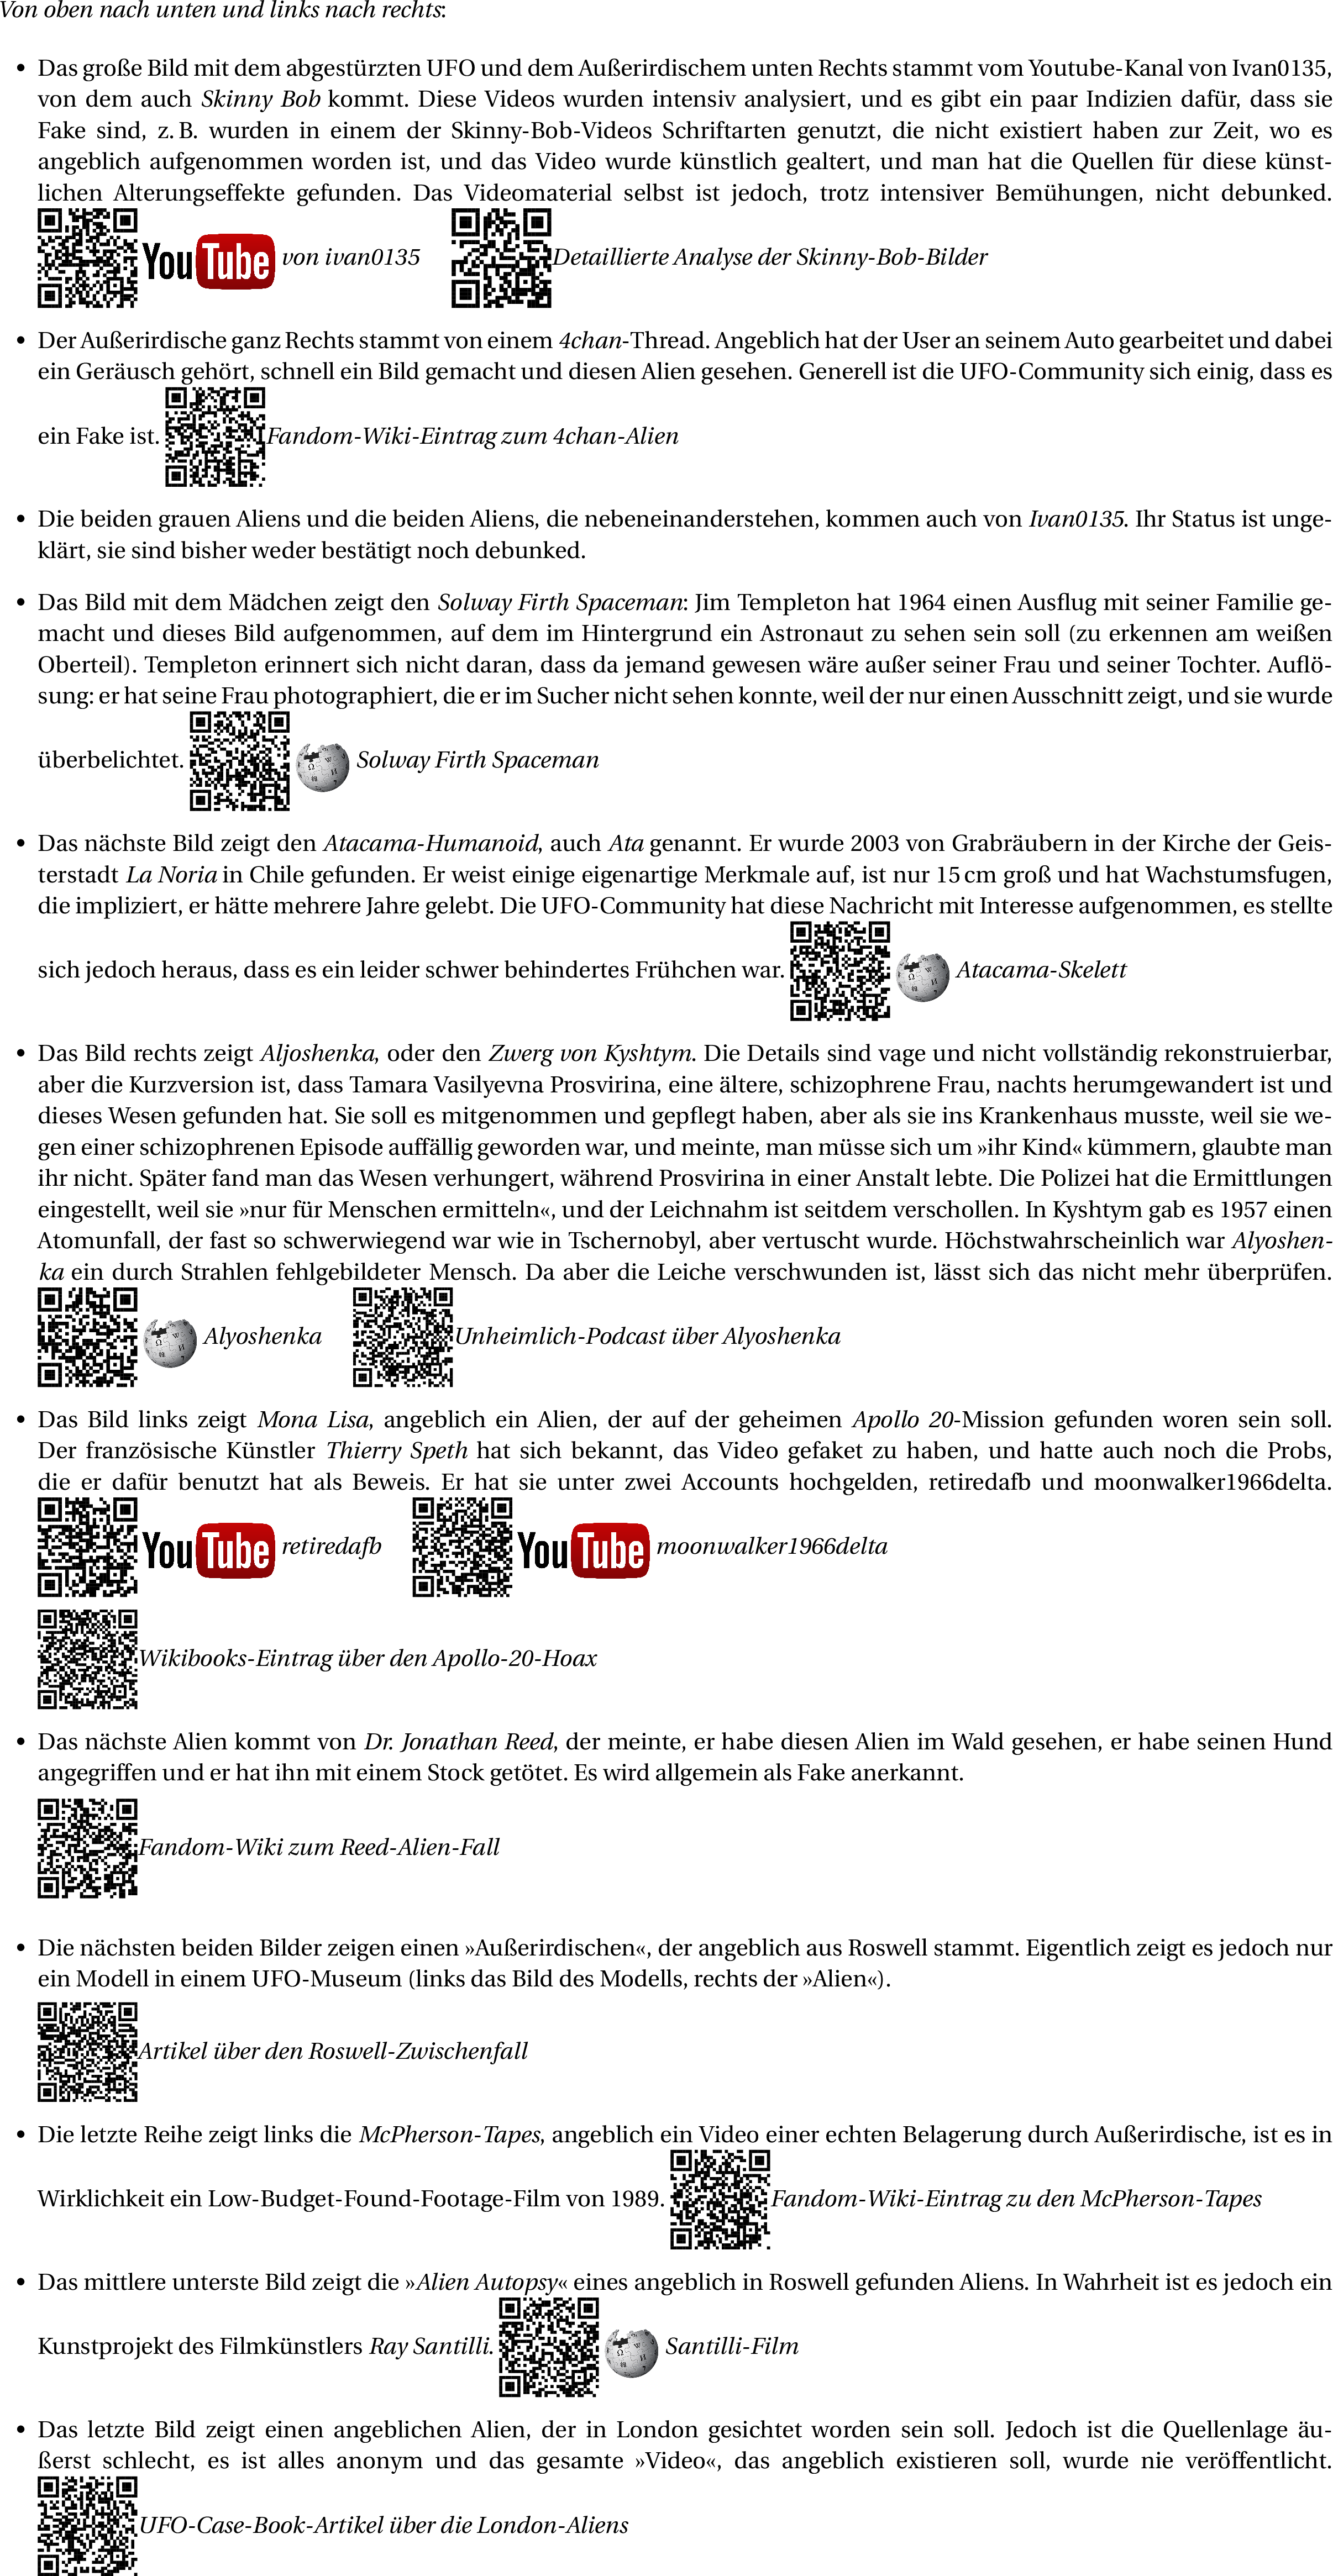 Von oben nach unten und links nach rechts:
• Das große Bild mit dem abgestürzten UFO und dem Außerirdischem unten Rechts stammt vom Youtube-Kanal von Ivan0135,
von dem auch Skinny Bob kommt. Diese Videos wurden intensiv analysiert, und es gibt ein paar Indizien dafür, dass sie
Fake sind, z. B. wurden in einem der Skinny-Bob-Videos Schriftarten genutzt, die nicht existiert haben zur Zeit, wo es
angeblich aufgenommen worden ist, und das Video wurde künstlich gealtert, und man hat die Quellen für diese künst-
lichen Alterungseffekte gefunden. Das Videomaterial selbst ist jedoch, trotz intensiver Bemühungen, nicht debunked.
YouTube von ivan0135 Detaillierte Analyse der Skinny-Bob-Bilder
• Der Außerirdische ganz Rechts stammt von einem 4chan-Thread. Angeblich hat der User an seinem Auto gearbeitet und dabei
ein Geräusch gehört, schnell ein Bild gemacht und diesen Alien gesehen. Generell ist die UFO-Community sich einig, dass es
ein Fake ist. Fandom-Wiki-Eintrag zum 4chan-Alien
• Die beiden grauen Aliens und die beiden Aliens, die nebeneinanderstehen, kommen auch von Ivan0135. Ihr Status ist unge-
klärt, sie sind bisher weder bestätigt noch debunked.
• Das Bild mit dem Mädchen zeigt den Solway Firth Spaceman: Jim Templeton hat 1964 einen Ausflug mit seiner Familie ge-
macht und dieses Bild aufgenommen, auf dem im Hintergrund ein Astronaut zu sehen sein soll (zu erkennen am weißen
Oberteil). Templeton erinnert sich nicht daran, dass da jemand gewesen wäre außer seiner Frau und seiner Tochter. Auflö-
sung: er hat seine Frau photographiert, die er im Sucher nicht sehen konnte, weil der nur einen Ausschnitt zeigt, und sie wurde
überbelichtet. Solway Firth Spaceman
• Das nächste Bild zeigt den Atacama-Humanoid, auch Ata genannt. Er wurde 2003 von Grabräubern in der Kirche der Geis-
terstadt La Noria in Chile gefunden. Er weist einige eigenartige Merkmale auf, ist nur 15 cm groß und hat Wachstumsfugen,
die impliziert, er hätte mehrere Jahre gelebt. Die UFO-Community hat diese Nachricht mit Interesse aufgenommen, es stellte
sich jedoch heraus, dass es ein leider schwer behindertes Frühchen war. Atacama-Skelett
• Das Bild rechts zeigt Aljoshenka, oder den Zwerg von Kyshtym. Die Details sind vage und nicht vollständig rekonstruierbar,
aber die Kurzversion ist, dass Tamara Vasilyevna Prosvirina, eine ältere, schizophrene Frau, nachts herumgewandert ist und
dieses Wesen gefunden hat. Sie soll es mitgenommen und gepflegt haben, aber als sie ins Krankenhaus musste, weil sie we-
gen einer schizophrenen Episode auffällig geworden war, und meinte, man müsse sich um »ihr Kind« kümmern, glaubte man
ihr nicht. Später fand man das Wesen verhungert, während Prosvirina in einer Anstalt lebte. Die Polizei hat die Ermittlungen
eingestellt, weil sie »nur für Menschen ermitteln«, und der Leichnahm ist seitdem verschollen. In Kyshtym gab es 1957 einen
Atomunfall, der fast so schwerwiegend war wie in Tschernobyl, aber vertuscht wurde. Höchstwahrscheinlich war Alyoshen-
ka ein durch Strahlen fehlgebildeter Mensch. Da aber die Leiche verschwunden ist, lässt sich das nicht mehr überprüfen.
Alyoshenka Unheimlich-Podcast über Alyoshenka
• Das Bild links zeigt Mona Lisa, angeblich ein Alien, der auf der geheimen Apollo 20-Mission gefunden woren sein soll.
Der französische Künstler Thierry Speth hat sich bekannt, das Video gefaket zu haben, und hatte auch noch die Probs,
die er dafür benutzt hat als Beweis. Er hat sie unter zwei Accounts hochgelden, retiredafb und moonwalker1966delta.
YouTube retiredafb YouTube moonwalker1966delta
Wikibooks-Eintrag über den Apollo-20-Hoax
• Das nächste Alien kommt von Dr. Jonathan Reed, der meinte, er habe diesen Alien im Wald gesehen, er habe seinen Hund
angegriffen und er hat ihn mit einem Stock getötet. Es wird allgemein als Fake anerkannt.
Fandom-Wiki zum Reed-Alien-Fall
• Die nächsten beiden Bilder zeigen einen »Außerirdischen«, der angeblich aus Roswell stammt. Eigentlich zeigt es jedoch nur
ein Modell in einem UFO-Museum (links das Bild des Modells, rechts der »Alien«).
Artikel über den Roswell-Zwischenfall
• Die letzte Reihe zeigt links die McPherson-Tapes, angeblich ein Video einer echten Belagerung durch Außerirdische, ist es in
Wirklichkeit ein Low-Budget-Found-Footage-Film von 1989. Fandom-Wiki-Eintrag zu den McPherson-Tapes
• Das mittlere unterste Bild zeigt die »Alien Autopsy« eines angeblich in Roswell gefunden Aliens. In Wahrheit ist es jedoch ein
Kunstprojekt des Filmkünstlers Ray Santilli. Santilli-Film
• Das letzte Bild zeigt einen angeblichen Alien, der in London gesichtet worden sein soll. Jedoch ist die Quellenlage äu-
ßerst schlecht, es ist alles anonym und das gesamte »Video«, das angeblich existieren soll, wurde nie veröffentlicht.
UFO-Case-Book-Artikel über die London-Aliens